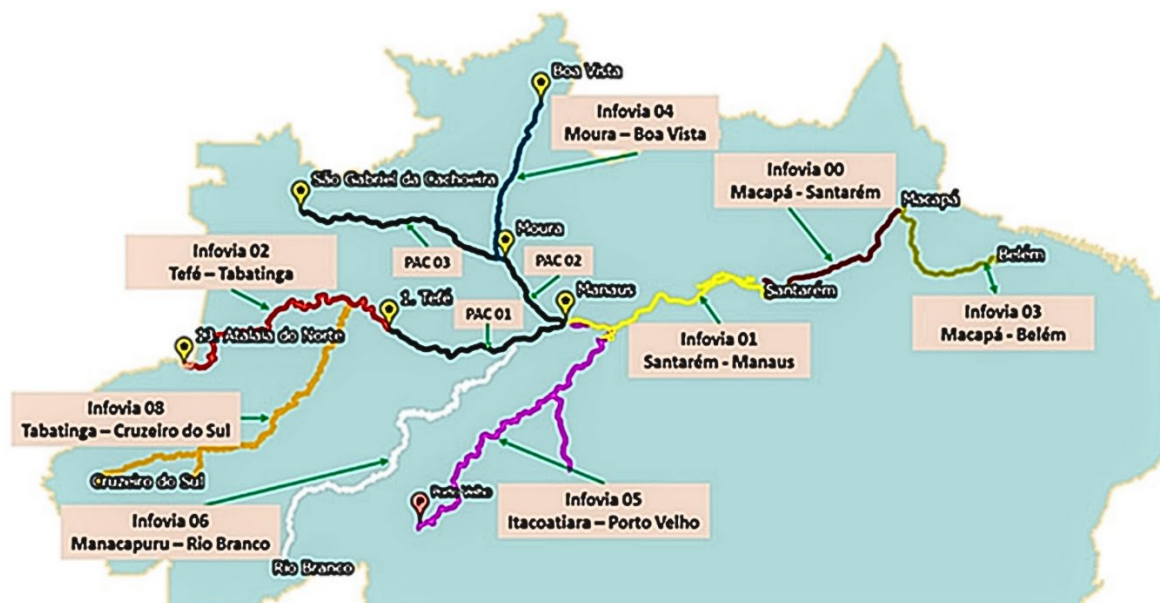 Boa Vista
Infovia 04
Moura – Boa Vista
Infovia 00
Macapá - Santarém
São Gabriel da Cachoeira
Macapá
Moura
Infovia 02
Tefé – Tabatinga
PAC 03
PAC 02
Belém
Manaus
Santarém
1. Tefé
PAC 01
Infovia 03
Macapá – Belém
Atalaia do Norte
Infovia 01
Santarém - Manaus
Infovia 08
Tabatinga – Cruzeiro do Sul
Cruzeiro do Sul
Porto Velho
Infovia 05
Itacoatiara – Porto Velho
Infovia 06
Manacapuru – Rio Branco
Rio Branco